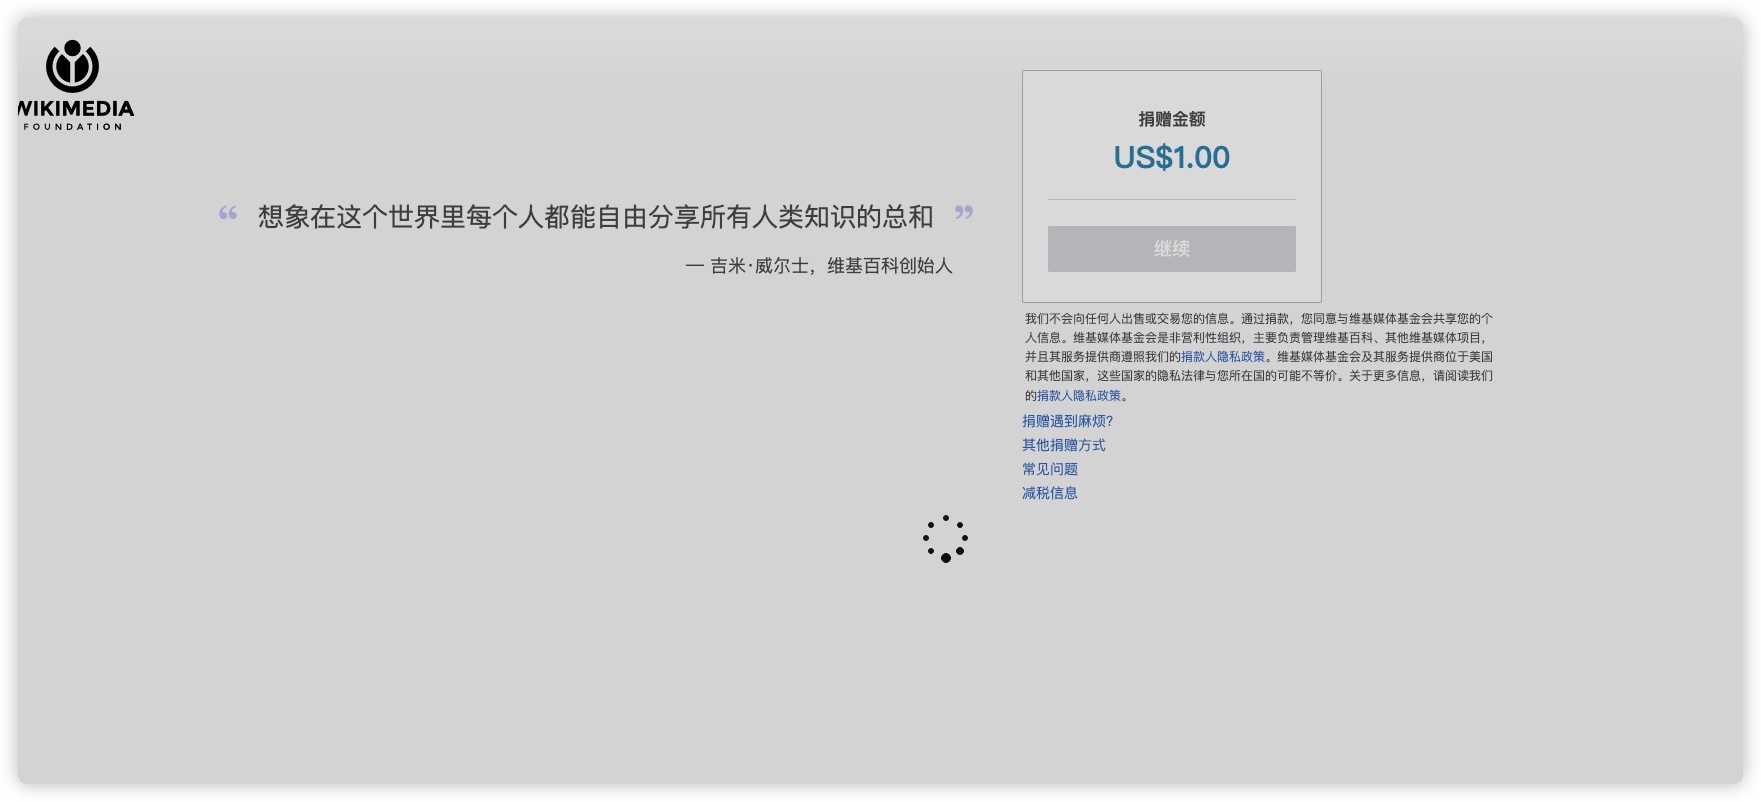 WIKIMEDIA
FOUNDATION
“ 想象在这个世界里每个人都能自由分享所有人类知识的总和 ”
— 吉米·威尔士，维基百科创始人
捐赠金额
US$1.00
继续
我们不会向任何人出售或交易您的信息。通过捐款，您同意与维基媒体基金会共享您的个
人信息。维基媒体基金会是非营利性组织，主要负责管理维基百科、其他维基媒体项目，
并且其服务提供商遵照我们的捐款人隐私政策。维基媒体基金会及其服务提供商位于美国
和其他国家，这些国家的隐私法律与您所在国的可能不等价。关于更多信息，请阅读我们
的捐款人隐私政策。
捐赠遇到麻烦?
其他捐赠方式
常见问题
减税信息